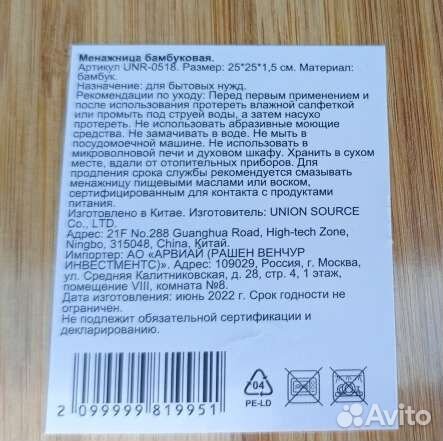 Менажница бамбуковая.
Артикул UNR-0518. Размер: 25*25*1,5 см. Материал:
бамбук.
Назначение: для бытовых нужд.
Рекомендации по уходу: Перед первым применением и
после использования протереть влажной салфеткой
или промыть под струей воды, а затем насухо
протереть. Не использовать абразивные моющие
средства. Не замачивать в воде. Не мыть в
посудомоечной машине. Не использовать в
микроволновой печи и духовом шкафу. Хранить в сухом
месте, вдали от отопительных приборов. Для
продления срока службы рекомендуется смазывать
менажницу пищевыми маслами или воском,
сертифицированным для контакта с продуктами
питания.
Изготовлено в Китае. Изготовитель: UNION SOURCE
Co., LTD.
Адрес: 21F No.288 Guanghua Road, High-tech Zone,
Ningbo, 315048, China, Китай.
Импортер: АО «АРВИАЙ (РАШЕН ВЕНЧУР
ИНВЕСТМЕНТС)». Адрес: 109029, Россия, г. Москва,
ул. Средняя Калитниковская, д. 28, стр. 4, 1 этаж,
помещение VIII, комната №8.
Дата изготовления: июнь 2022 г. Срок годности не
ограничен.
Не подлежит обязательной сертификации и
декларированию.
2 099999 819951
04
PE-LD
Avito